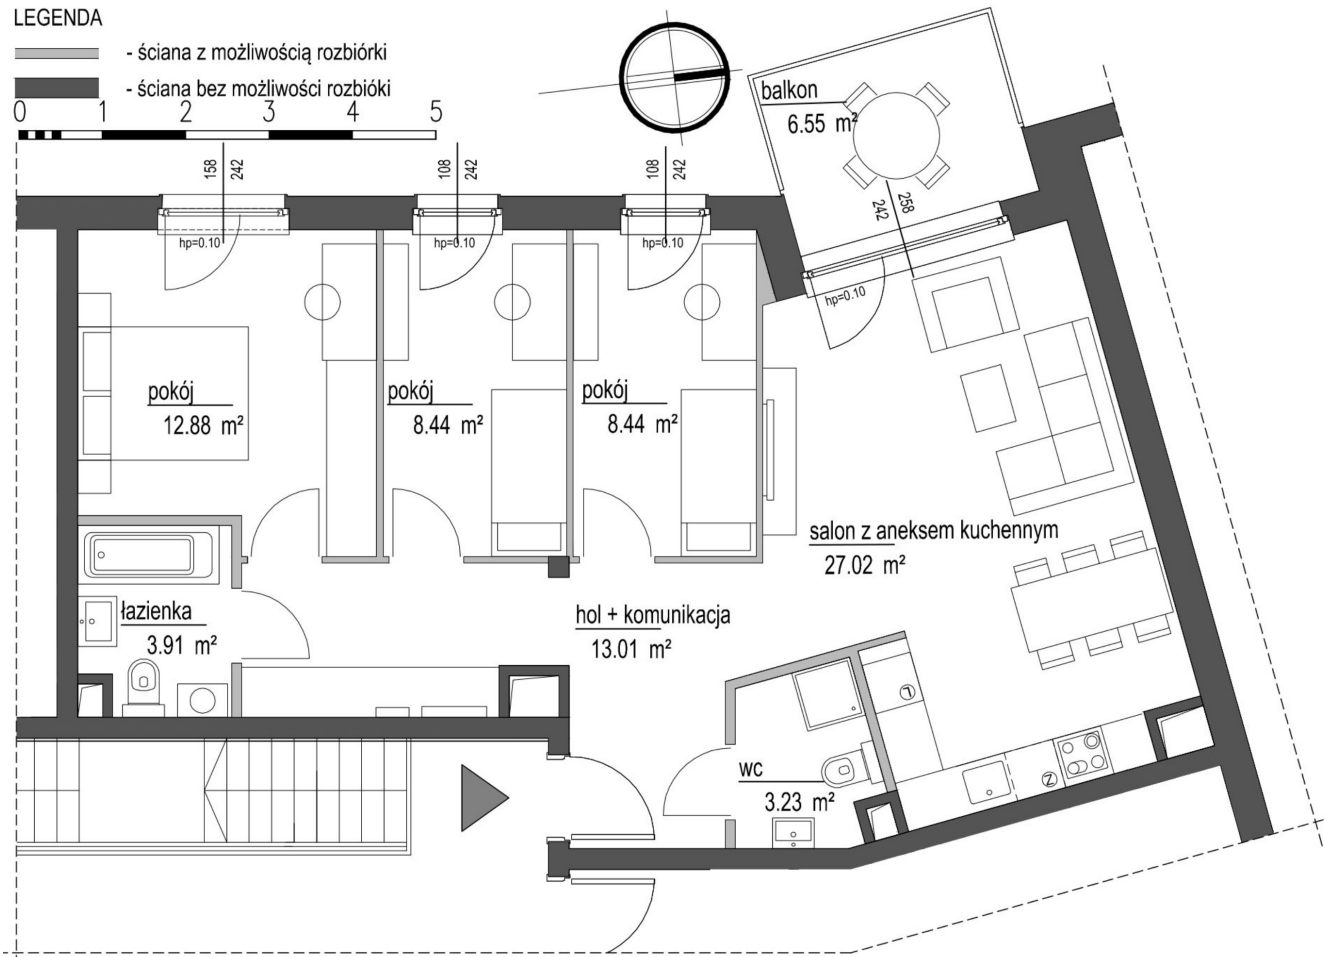 LEGENDA
- ściana z możliwością rozbiórki
- ściana bez możliwości rozbióki
0 1 2 3 4 5
158
242
108
242
108
242
balkon
6.55 m²
258
242
hp=0.10
hp=0.10
hp=0.10
hp=0.10
pokój
12.88 m²
pokój
8.44 m²
pokój
8.44 m²
salon z aneksem kuchennym
27.02 m²
łazienka
3.91 m²
hol + komunikacja
13.01 m²
L
wc
3.23 m²
Z